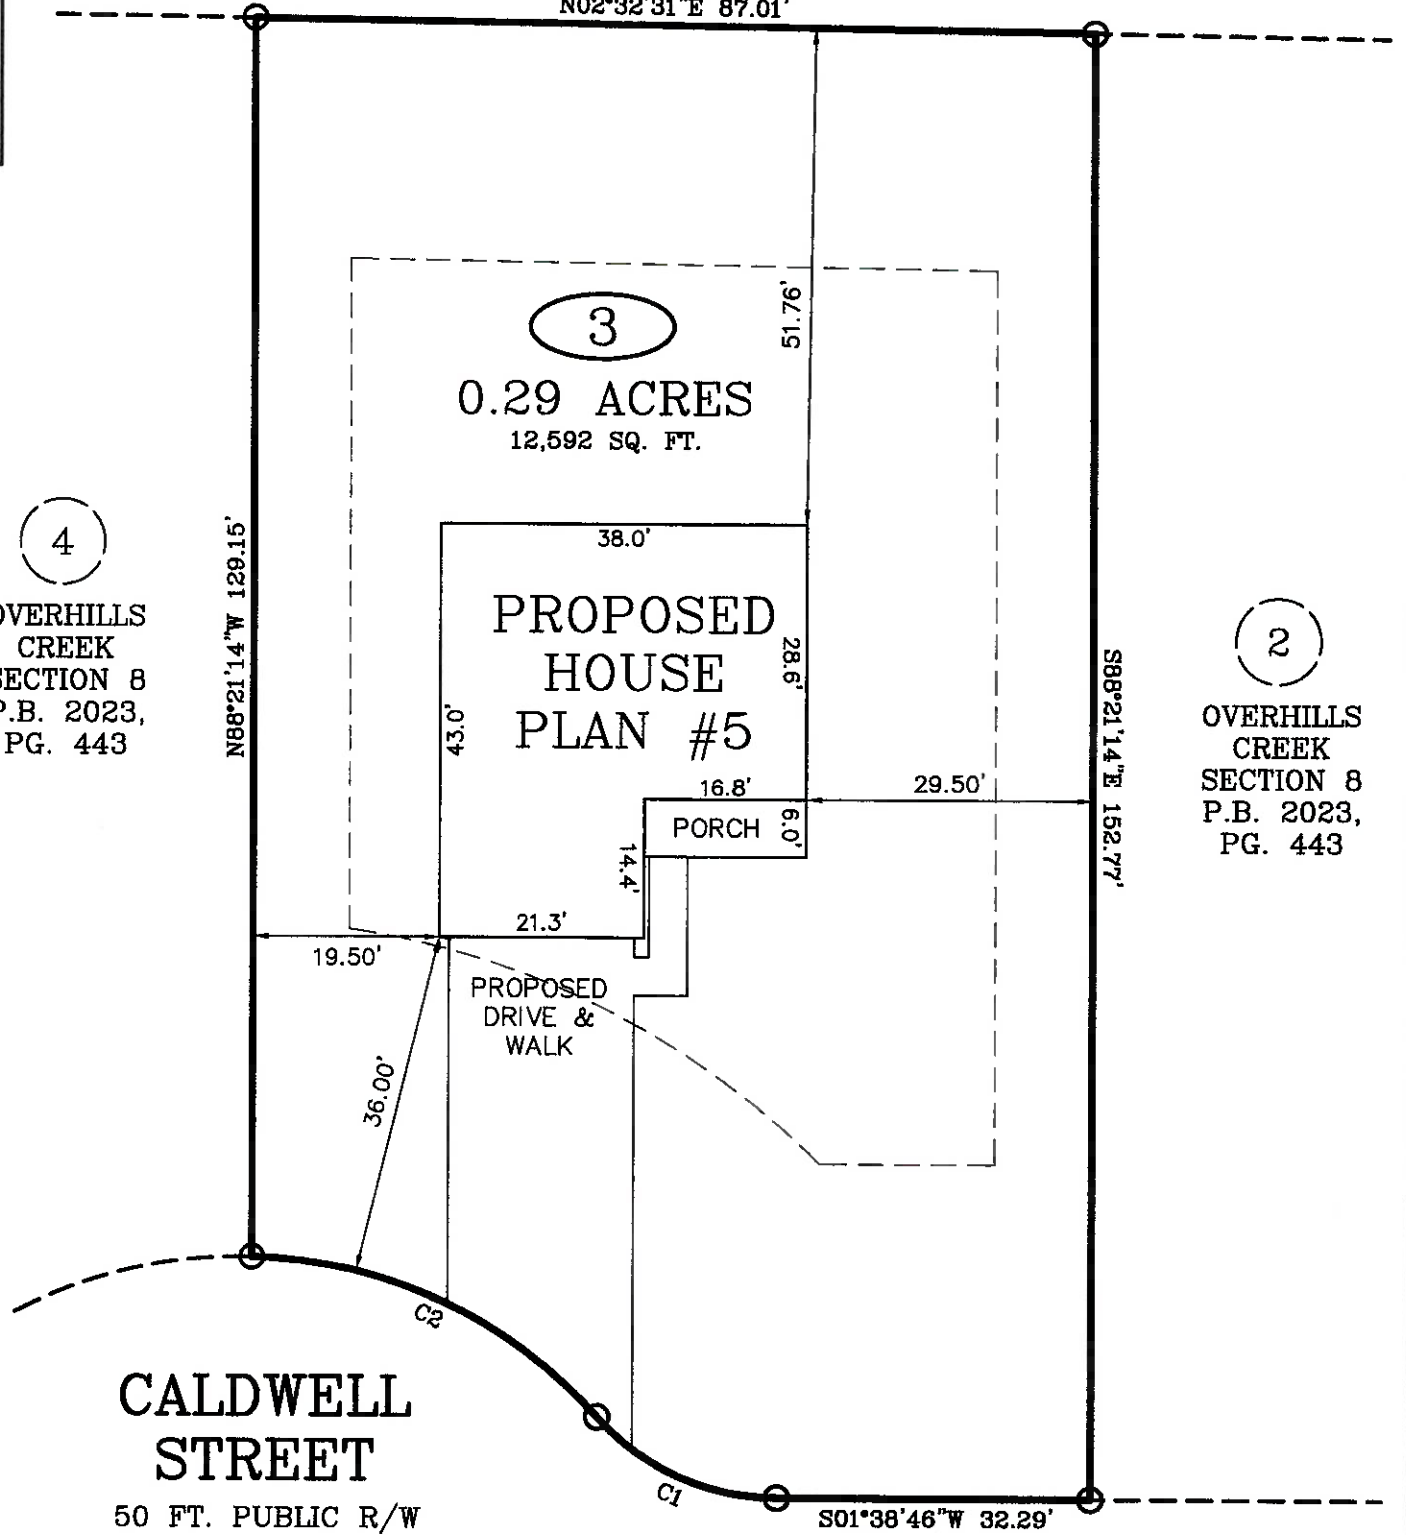 N02°32'31"E 87.01'
51.76'
3
0.29 ACRES
12,592 SQ. FT.
4
OVERHILLS
CREEK
SECTION 8
P.B. 2023,
PG. 443
N88°21'14"W 129.15'
38.0'
PROPOSED
HOUSE
PLAN #5
28.6'
43.0'
16.8'
29.50'
PORCH
6.0'
14.4'
21.3'
19.50'
S88°21'14"E 152.77'
2
OVERHILLS
CREEK
SECTION 8
P.B. 2023,
PG. 443
PROPOSED
DRIVE &
WALK
36.00'
C2
CALDWELL
STREET
50 FT. PUBLIC R/W
C1
S01°38'46"W 32.29'